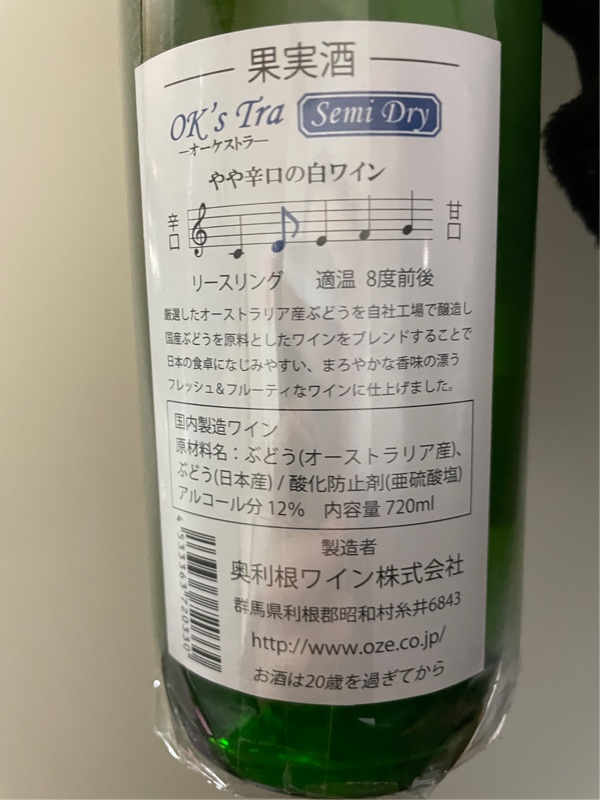 果実酒
OK's Tra Semi Dry
ーオーケストラー
やや辛口の白ワイン
辛口 甘口
リースリング 適温 8度前後
厳選したオーストラリア産ぶどうを自社工場で醸造し
国産ぶどうを原料としたワインをブレンドすることで
日本の食卓になじみやすい、まろやかな香味の漂う
フレッシュ&フルーティなワインに仕上げました。
国内製造ワイン
原材料名：ぶどう(オーストラリア産)、
ぶどう(日本産) / 酸化防止剤(亜硫酸塩)
アルコール分 12% 内容量 720ml
4 533363 720330
製造者
奥利根ワイン株式会社
群馬県利根郡昭和村糸井6843
http://www.oze.co.jp/
お酒は20歳を過ぎてから